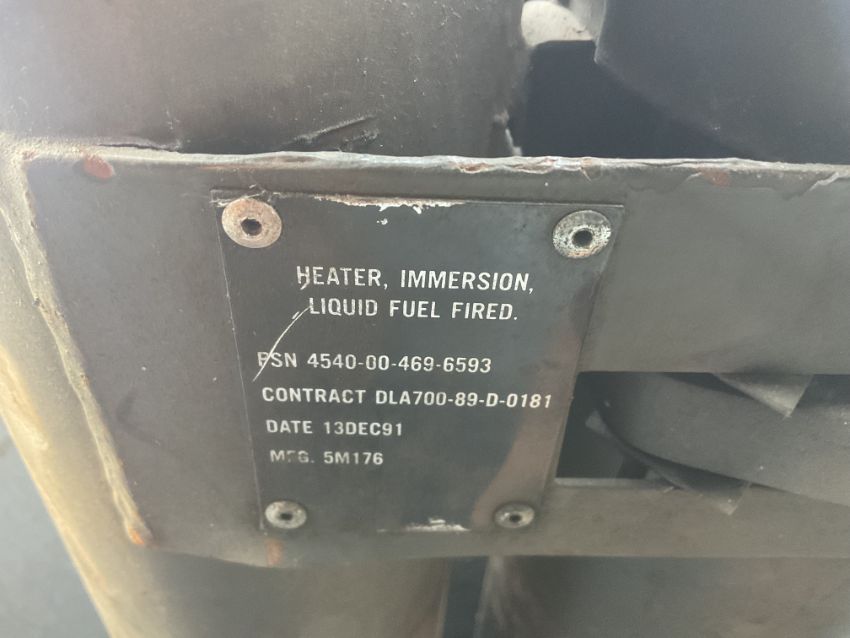 HEATER, IMMERSION,
LIQUID FUEL FIRED.
FSN 4540-00-469-6593
CONTRACT DLA700-89-D-0181
DATE 13DEC91
MFG. 5M176